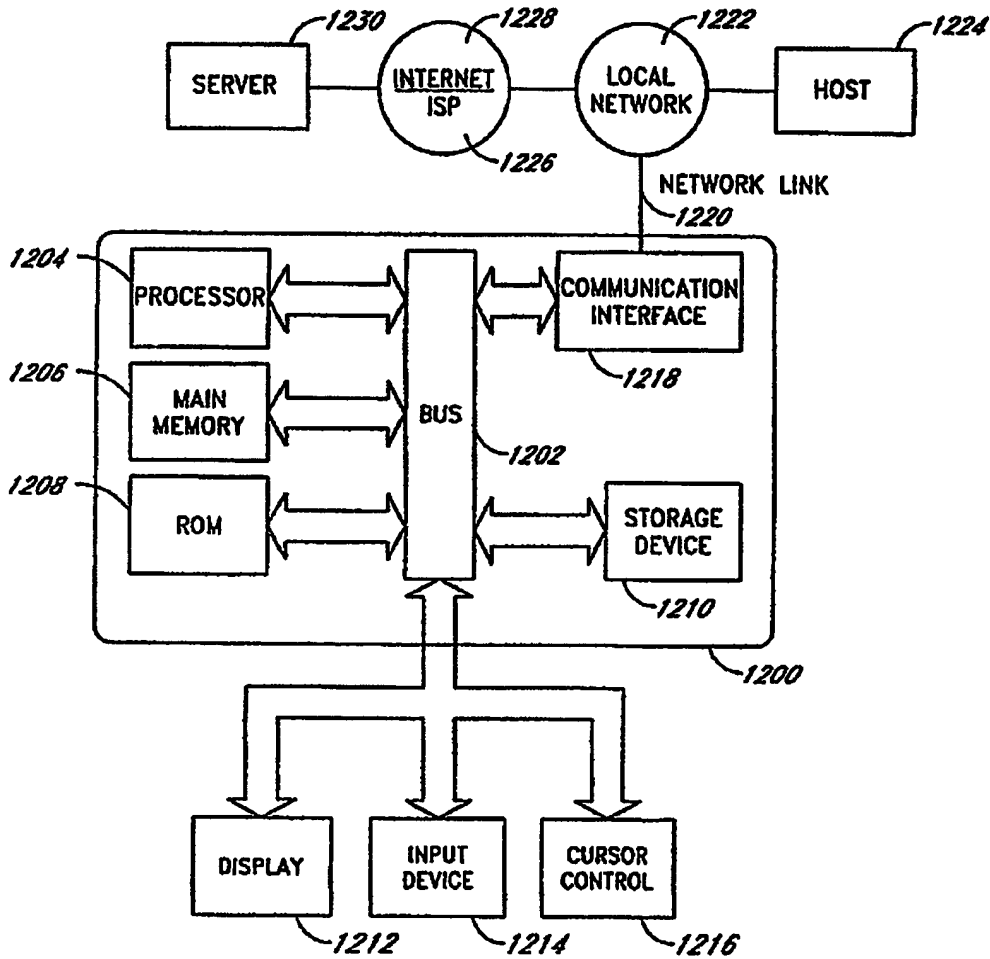 1230
1228
1222
1224
SERVER
INTERNET
ISP
LOCAL
NETWORK
HOST
1226
NETWORK LINK
1220
1204
PROCESSOR
COMMUNICATION
INTERFACE
1218
1206
MAIN
MEMORY
BUS
1202
1208
ROM
STORAGE
DEVICE
1210
1200
DISPLAY
INPUT
DEVICE
CURSOR
CONTROL
1212
1214
1216